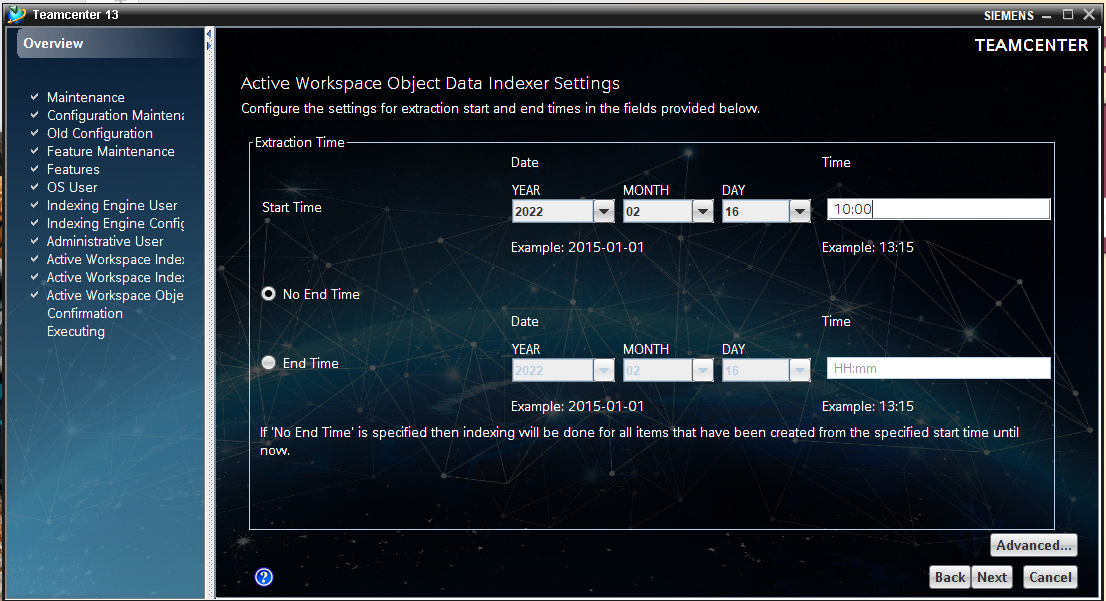 Teamcenter 13
SIEMENS
Overview
TEAMCENTER
Maintenance
Configuration Maintena
Old Configuration
Feature Maintenance
Features
OS User
Indexing Engine User
Indexing Engine Config
Administrative User
Active Workspace Index
Active Workspace Index
Active Workspace Obje
Confirmation
Executing
Active Workspace Object Data Indexer Settings
Configure the settings for extraction start and end times in the fields provided below.
Extraction Time
Date Time
YEAR MONTH DAY
Start Time 2022 02 16 10:00
Example: 2015-01-01 Example: 13:15
No End Time
Date Time
YEAR MONTH DAY
End Time 2022 02 16 HH:mm
Example: 2015-01-01 Example: 13:15
If 'No End Time' is specified then indexing will be done for all items that have been created from the specified start time until
now.
Advanced...
? Back Next Cancel